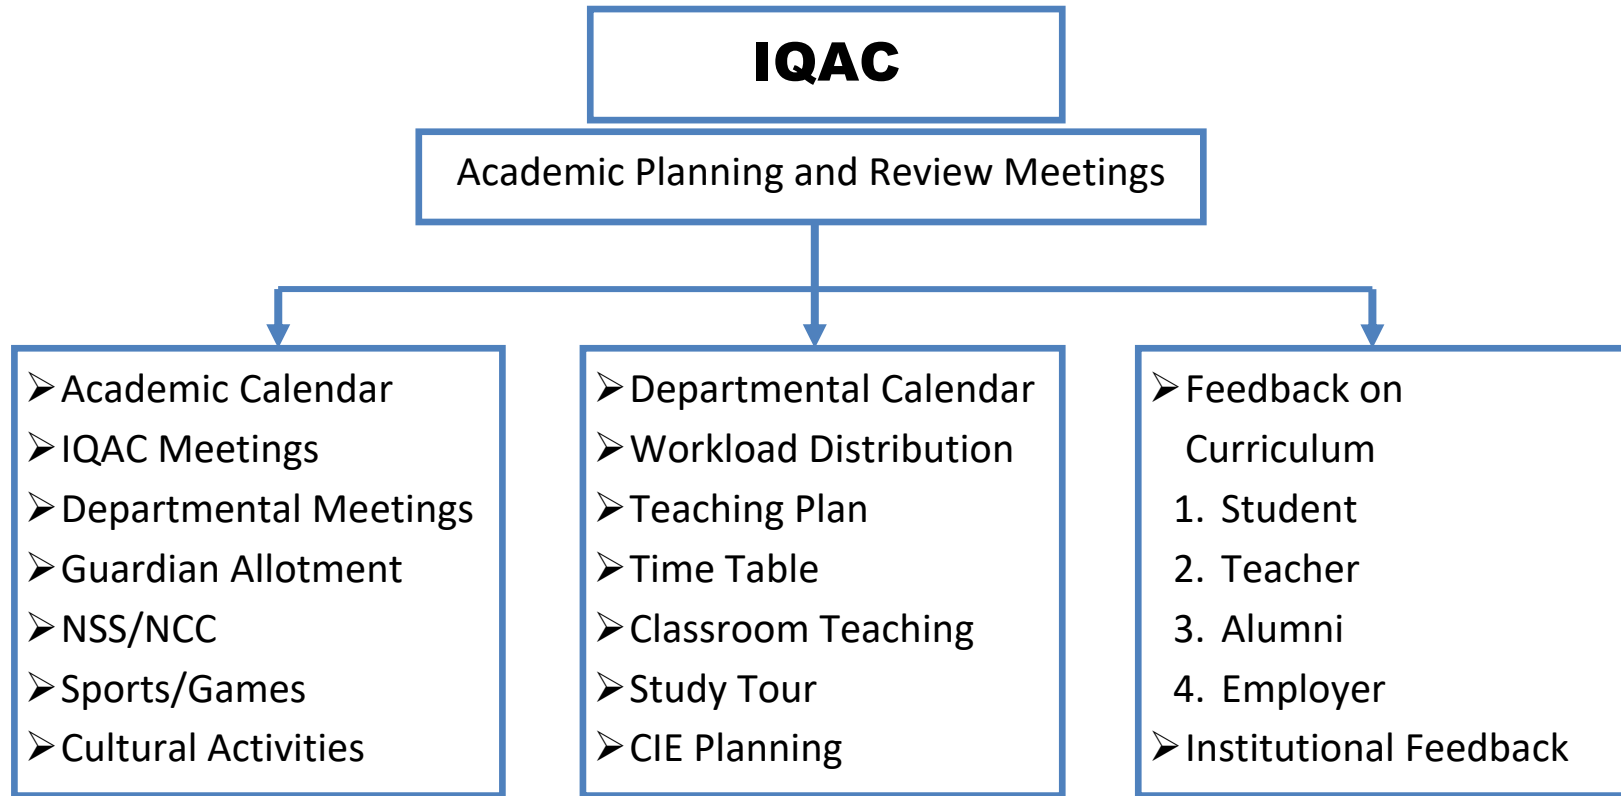 IQAC
Academic Planning and Review Meetings
➢Academic Calendar
➢IQAC Meetings
➢Departmental Meetings
➢Guardian Allotment
➢NSS/NCC
➢Sports/Games
➢Cultural Activities
➢Departmental Calendar
➢Workload Distribution
➢Teaching Plan
➢Time Table
➢Classroom Teaching
➢Study Tour
➢CIE Planning
➢Feedback on
Curriculum
1. Student
2. Teacher
3. Alumni
4. Employer
➢Institutional Feedback